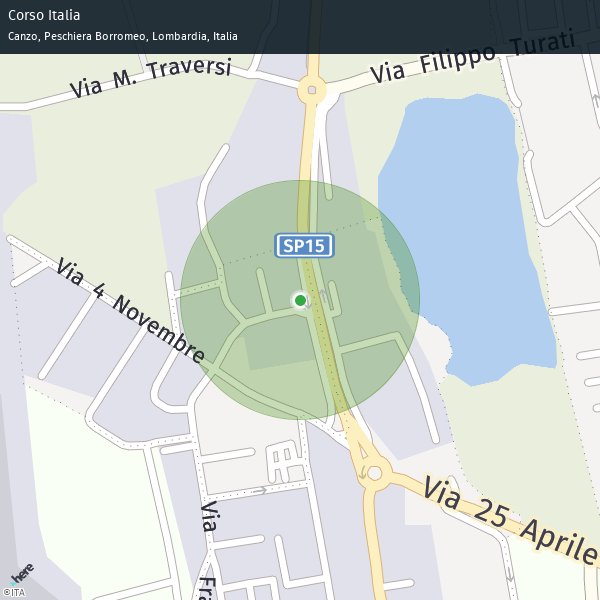 Corso Italia
Canzo, Peschiera Borromeo, Lombardia, Italia
Via Filippo Turati
Via M. Traversi
SP15
Via 4 Novembre
Via 25 Aprile
Via Fra
here
©ITA